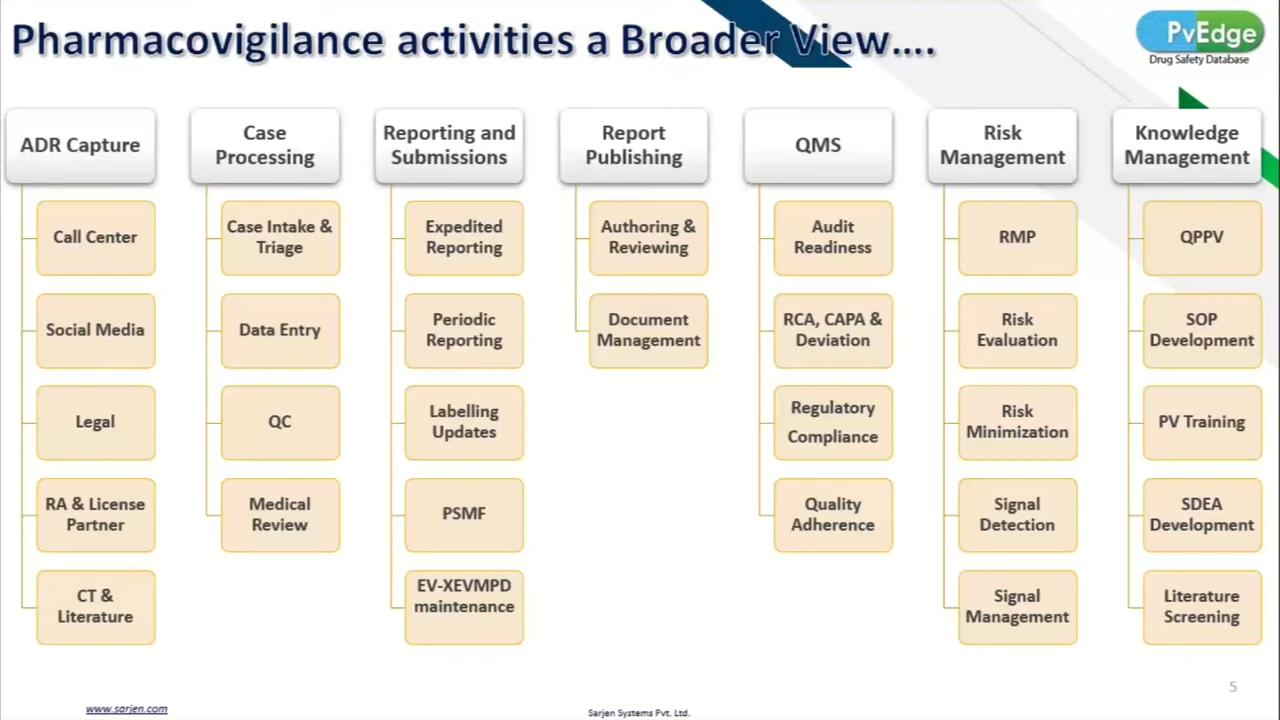 Pharmacovigilance activities a Broader View....
PvEdge
Drug Safety Database
ADR Capture
Call Center
Social Media
Legal
RA & License
Partner
CT &
Literature
Case
Processing
Case Intake &
Triage
Data Entry
QC
Medical
Review
Reporting and
Submissions
Expedited
Reporting
Periodic
Reporting
Labelling
Updates
PSMF
EV-XEVMPD
maintenance
Report
Publishing
Authoring &
Reviewing
Document
Management
QMS
Audit
Readiness
RCA, CAPA &
Deviation
Regulatory
Compliance
Quality
Adherence
Risk
Management
RMP
Risk
Evaluation
Risk
Minimization
Signal
Detection
Signal
Management
Knowledge
Management
QPPV
SOP
Development
PV Training
SDEA
Development
Literature
Screening
5
www.sarjen.com
Sarjen Systems Pvt. Ltd.